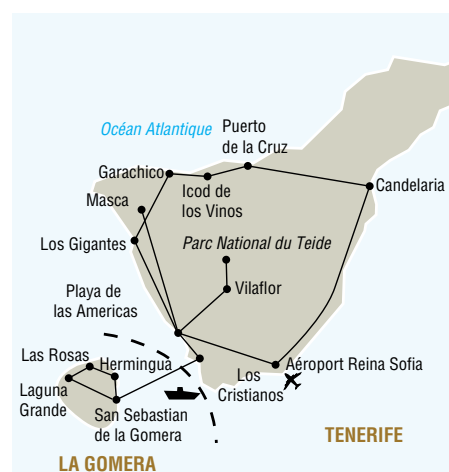 Océan Atlantique
Puerto
de la Cruz
Garachico
Icod de
los Vinos
Masca
Candelaria
Los Gigantes
Parc National du Teide
Vilaflor
Playa de
las Americas
Las Rosas
Hermingua
Laguna
Grande
San Sebastian
de la Gomera
Los
Cristianos
Aéroport Reina Sofia
TENERIFE
LA GOMERA